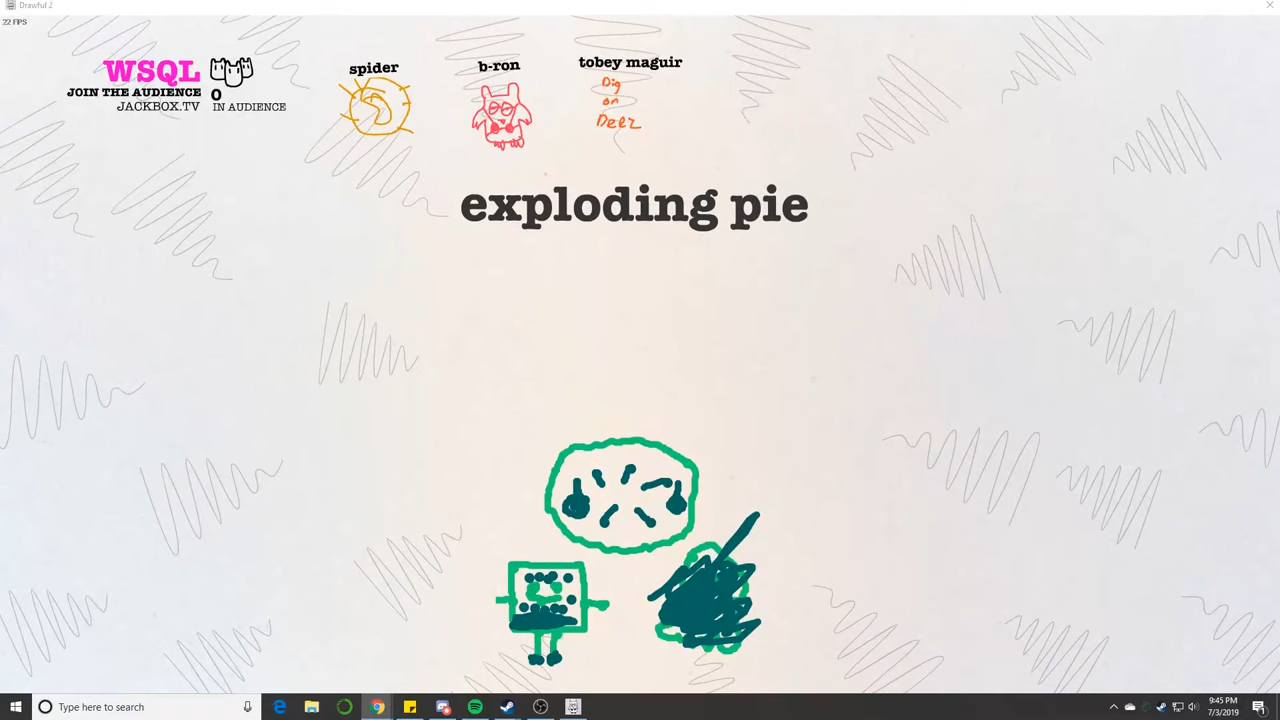 Drawful 2
22 FPS
WSQL
JOIN THE AUDIENCE
JACKBOX.TV
0
IN AUDIENCE
spider
b-ron
tobey maguir
Dig
on
Deez
exploding pie
Type here to search
9:45 PM
7/3/2019